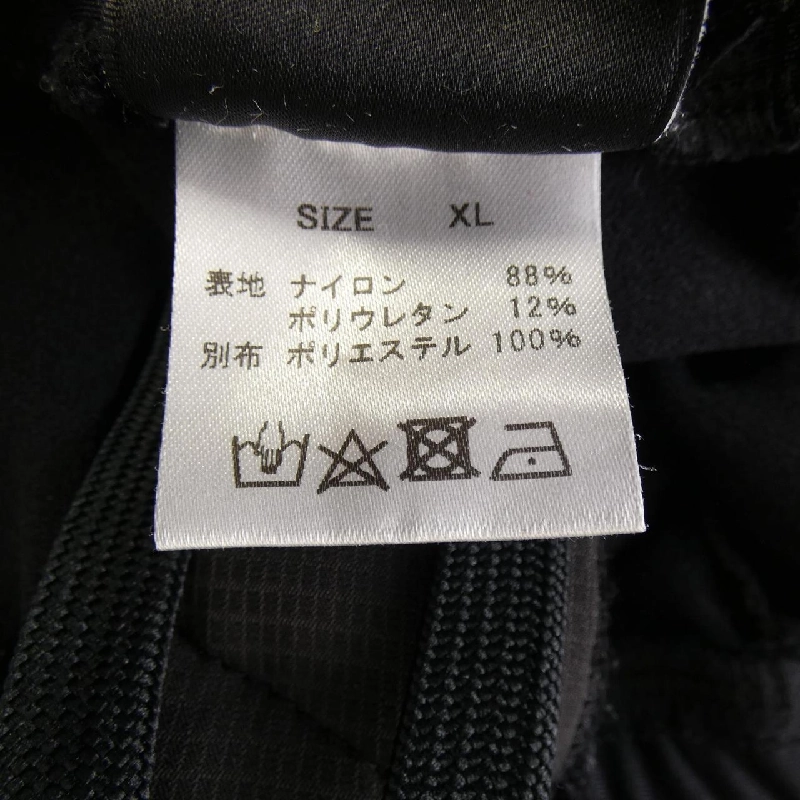 SIZE XL
表地 ナイロン 88%
ポリウレタン 12%
別布 ポリエステル 100%